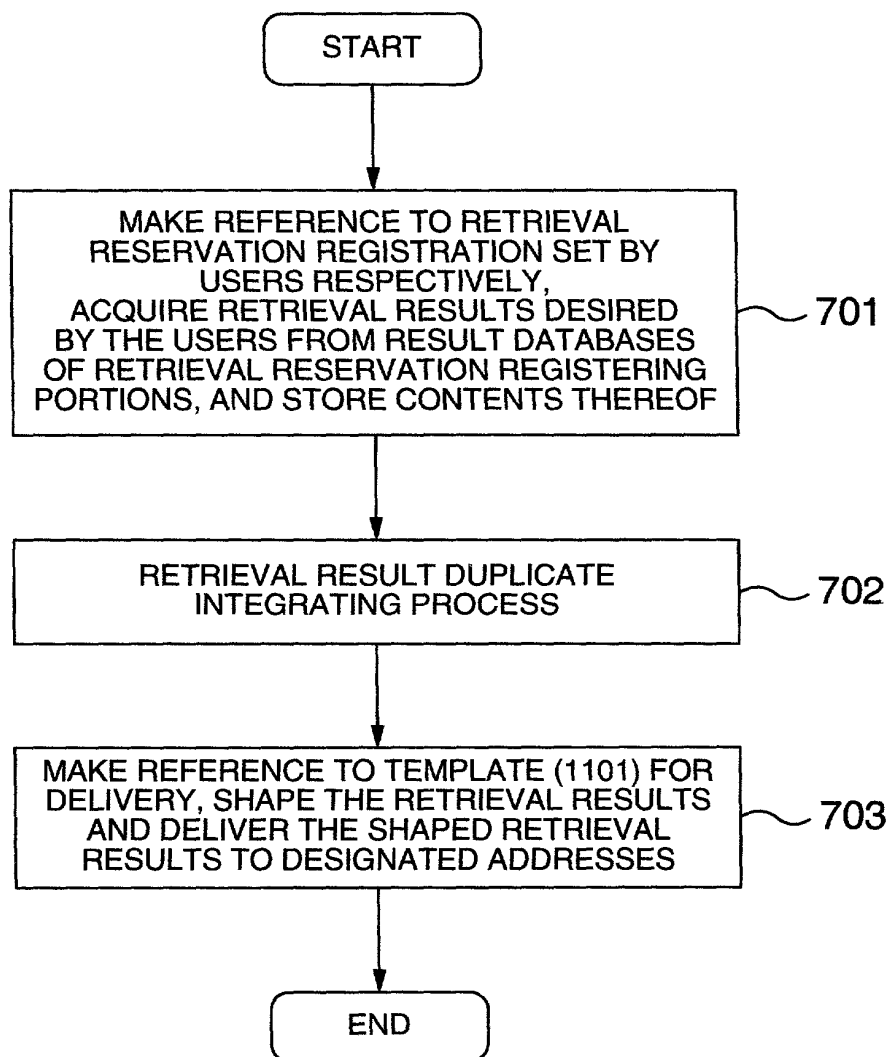 START
MAKE REFERENCE TO RETRIEVAL
RESERVATION REGISTRATION SET BY
USERS RESPECTIVELY,
ACQUIRE RETRIEVAL RESULTS DESIRED
BY THE USERS FROM RESULT DATABASES
OF RETRIEVAL RESERVATION REGISTERING
PORTIONS, AND STORE CONTENTS THEREOF
701
RETRIEVAL RESULT DUPLICATE
INTEGRATING PROCESS
702
MAKE REFERENCE TO TEMPLATE (1101) FOR
DELIVERY, SHAPE THE RETRIEVAL RESULTS
AND DELIVER THE SHAPED RETRIEVAL
RESULTS TO DESIGNATED ADDRESSES
703
END